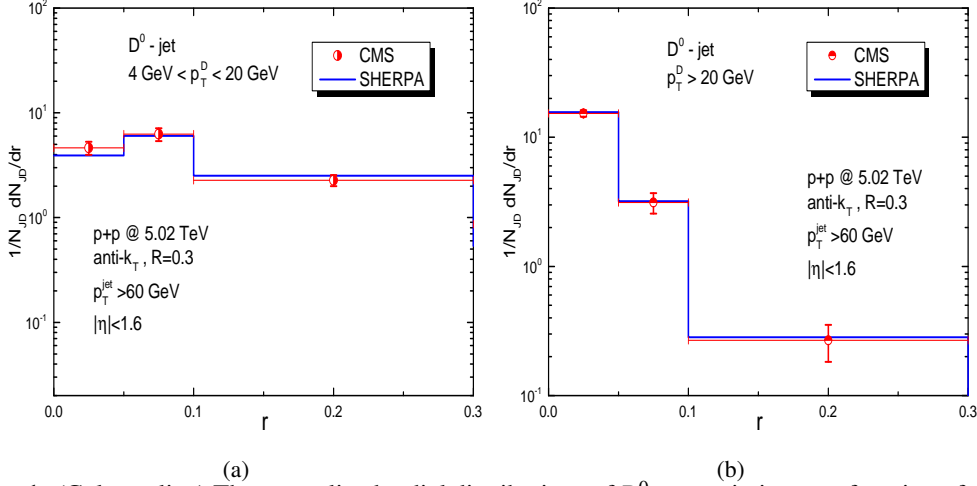 10²
D⁰ - jet
4 GeV < p_T^D < 20 GeV
CMS
SHERPA
10¹
10⁰
10⁻¹
1/N_JD dN_JD/dr
p+p @ 5.02 TeV
anti-k_T , R=0.3
p_T^jet >60 GeV
|η|<1.6
0.0 0.1 0.2 0.3
r
(a)
10²
D⁰ - jet
p_T^D > 20 GeV
CMS
SHERPA
10¹
10⁰
10⁻¹
1/N_JD dN_JD/dr
p+p @ 5.02 TeV
anti-k_T , R=0.3
p_T^jet >60 GeV
|η|<1.6
0.0 0.1 0.2 0.3
r
(b)